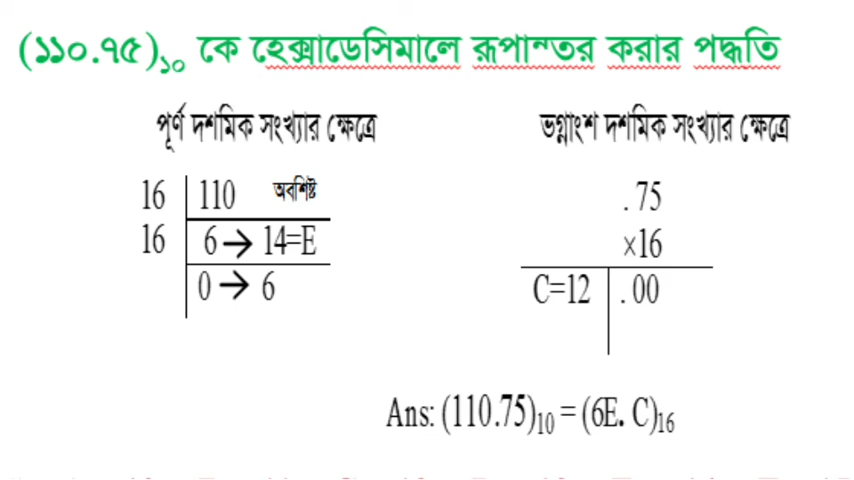 (১১০.৭৫)₁₀ কে হেক্সাডেসিমালে রূপান্তর করার পদ্ধতি
পূর্ণ দশমিক সংখ্যার ক্ষেত্রে
16 110 অবশিষ্ট
16 6 → 14=E
0 → 6
ভগ্নাংশ দশমিক সংখ্যার ক্ষেত্রে
.75
×16
C=12 .00
Ans: (110.75)₁₀ = (6E. C)₁₆